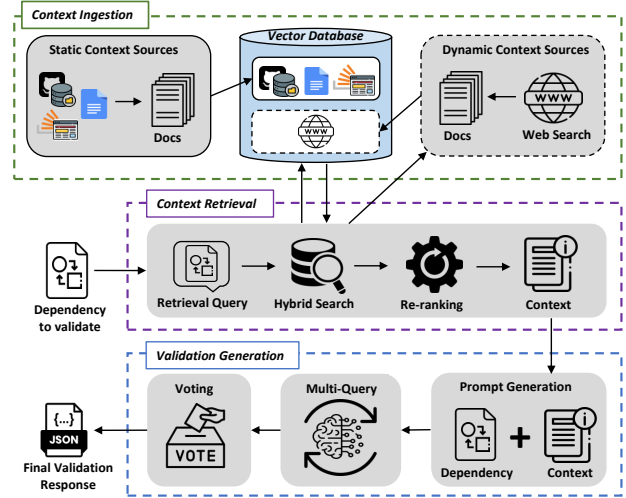 Context Ingestion
Static Context Sources
Docs
Vector Database
WWW
Dynamic Context Sources
Docs
WWW
Web Search
Context Retrieval
Dependency
to validate
Retrieval Query
Hybrid Search
Re-ranking
Context
Validation Generation
Voting
VOTE
Multi-Query
Prompt Generation
Dependency
Context
{...}
JSON
Final Validation
Response